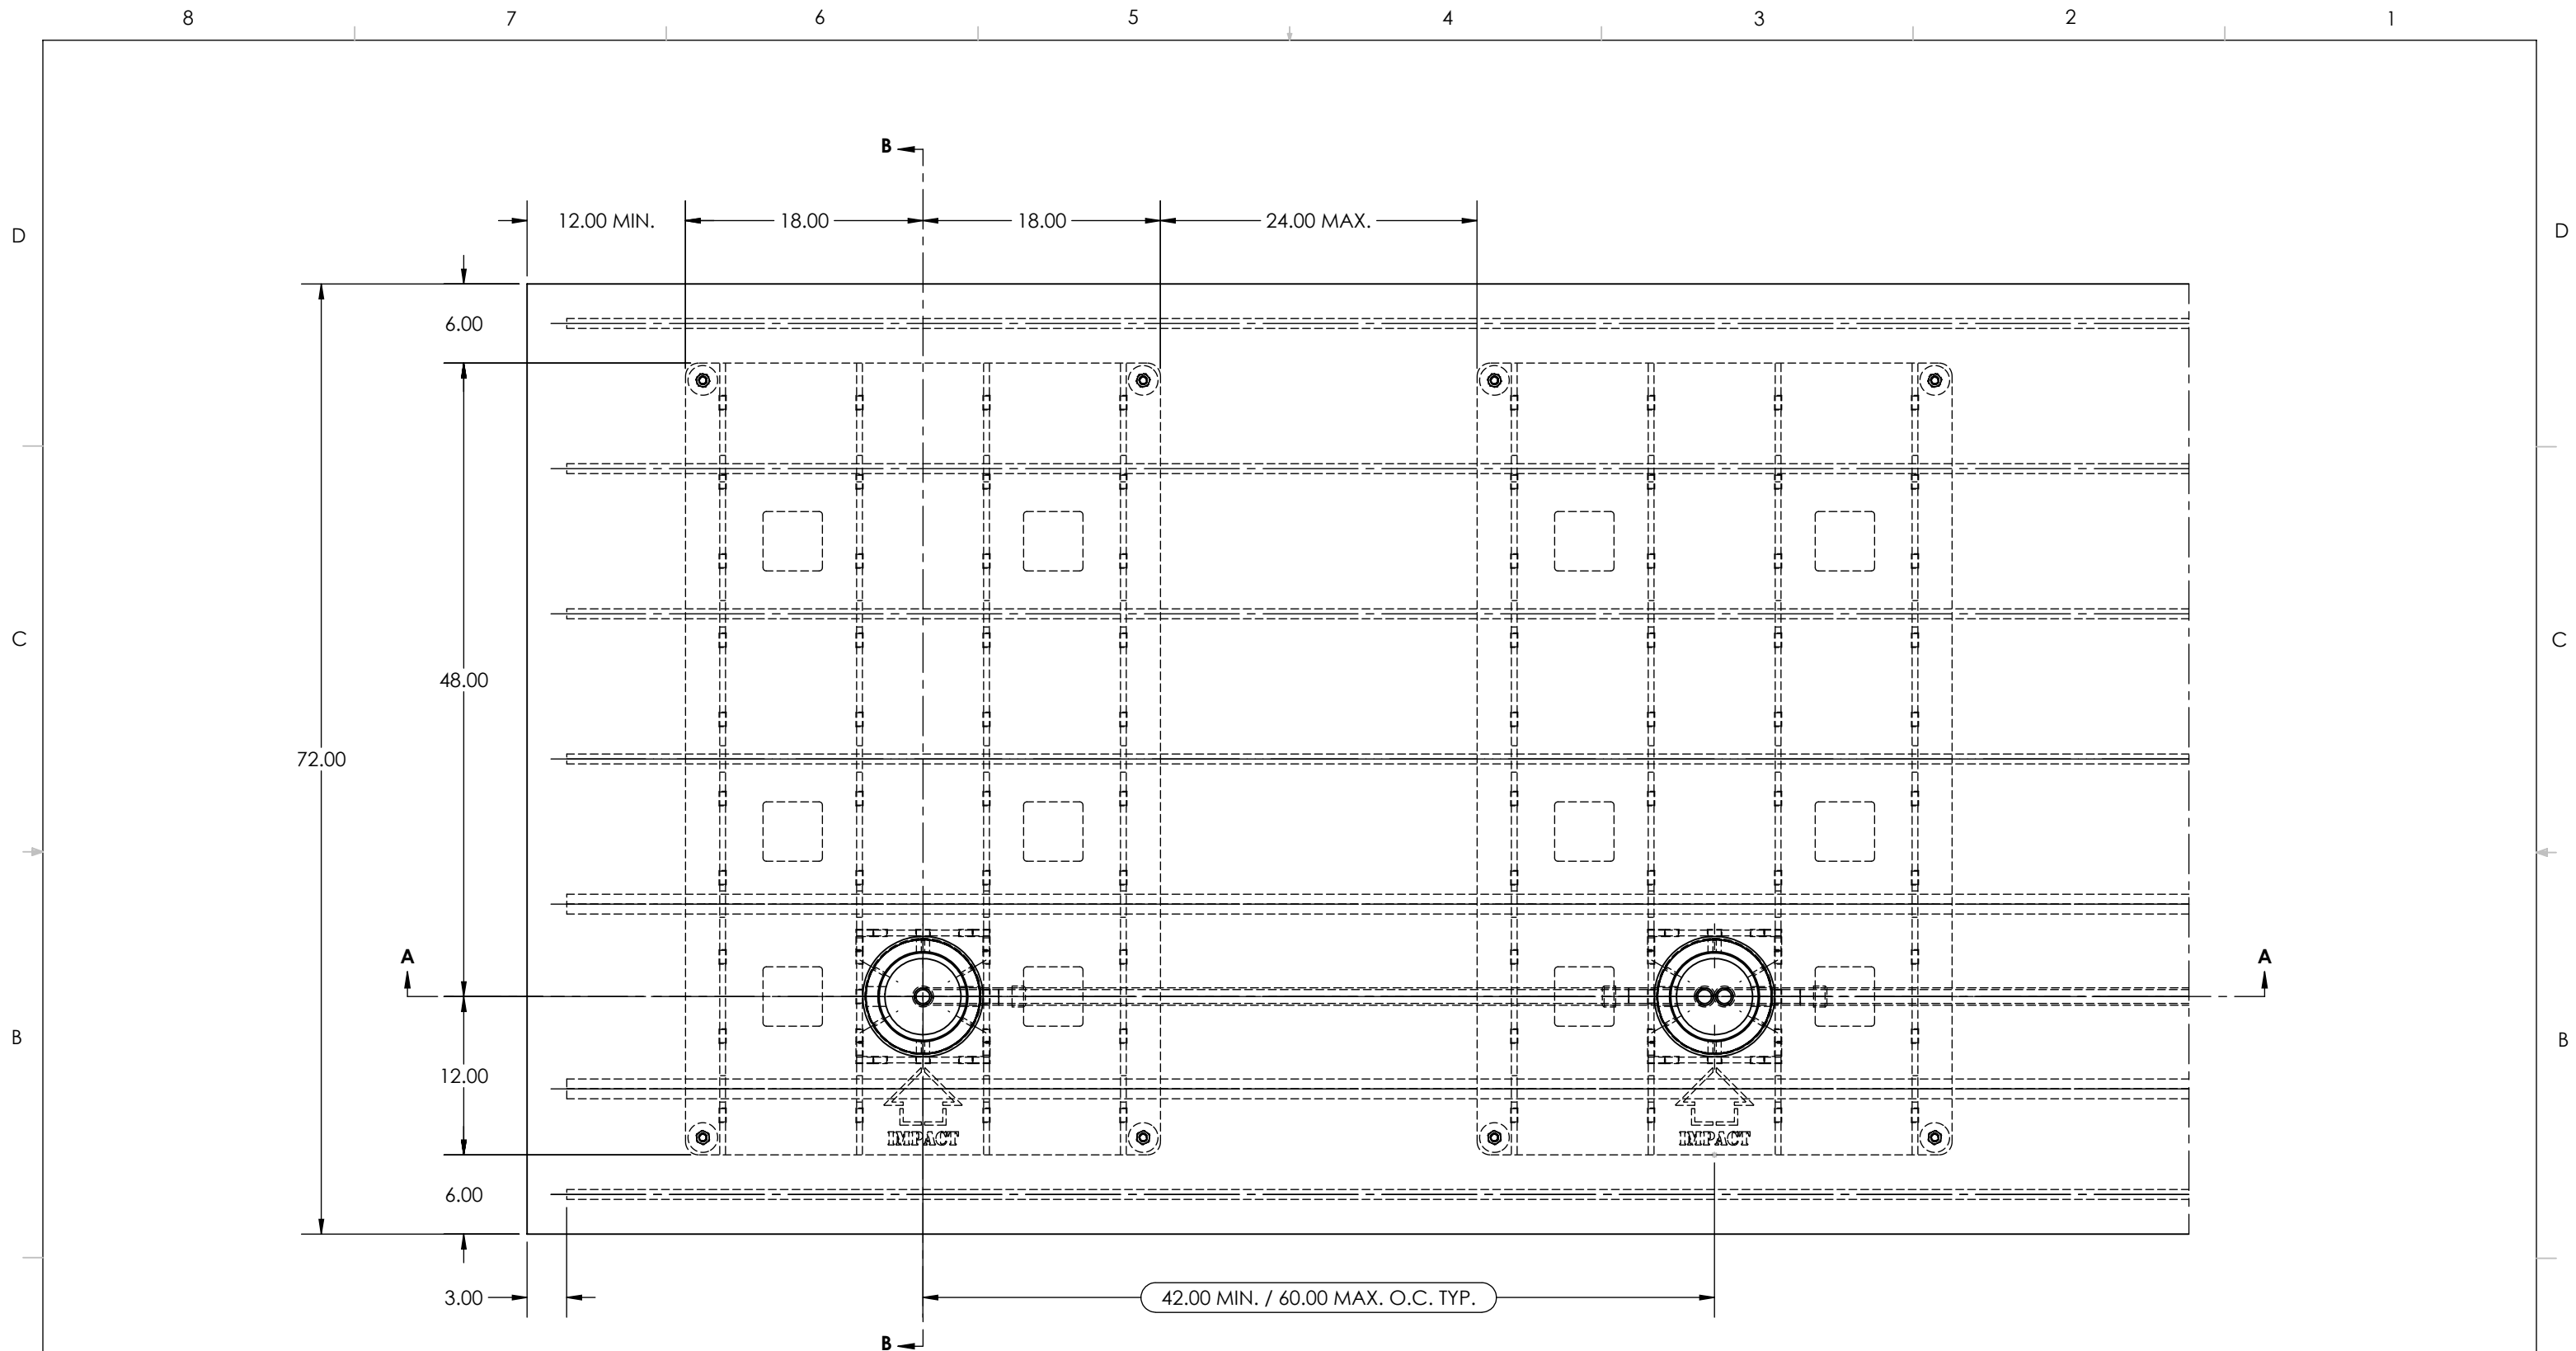 8 7 6 5 4 3 2 1
B
12.00 MIN. 18.00 18.00 24.00 MAX.
D D
6.00
C C
48.00
72.00
A A
B B
12.00
IMPACT IMPACT
6.00
3.00 42.00 MIN. / 60.00 MAX. O.C. TYP.
B